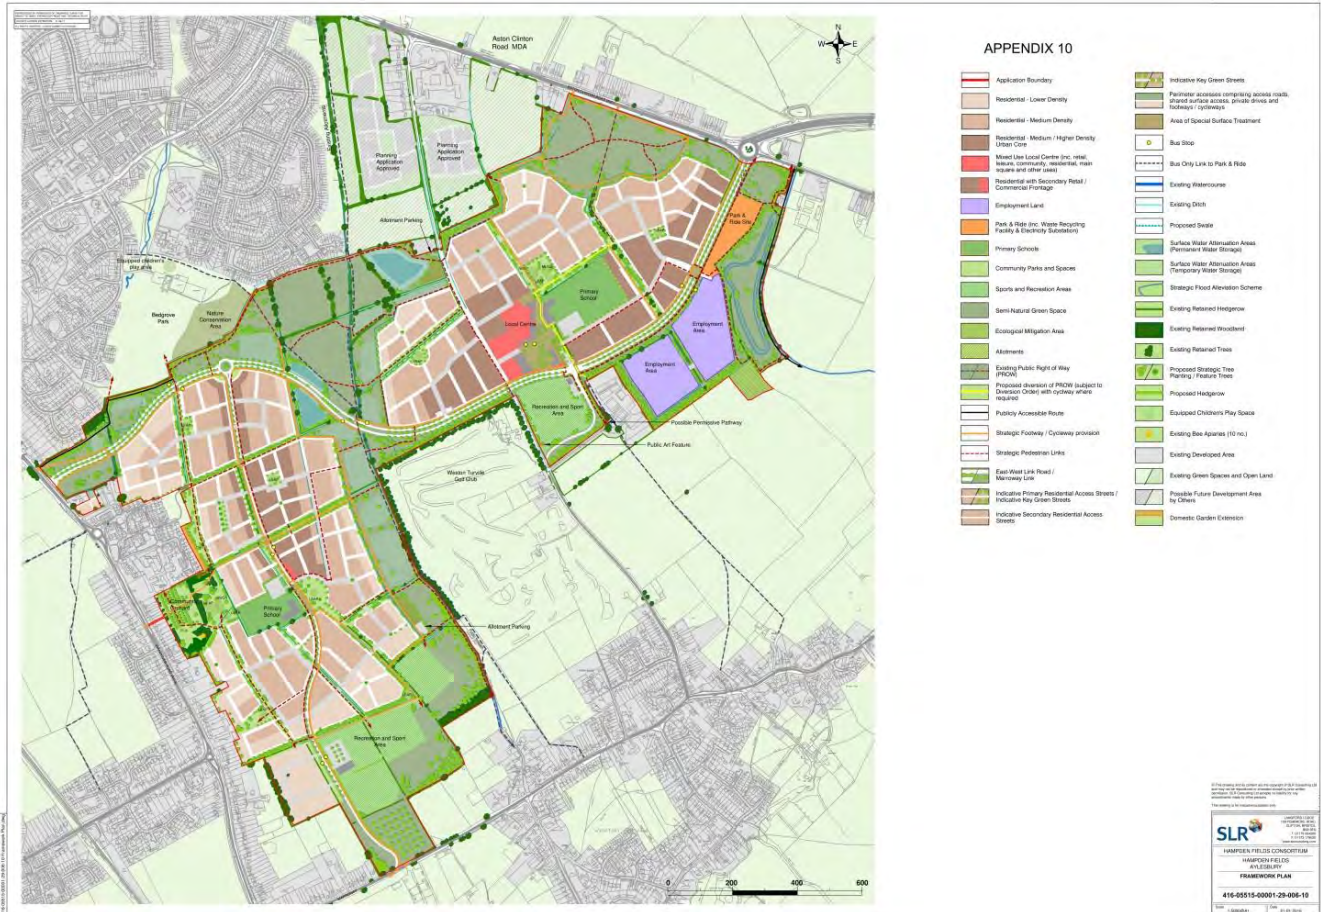 APPENDIX 10
Application Boundary
Residential - Lower Density
Residential - Medium Density
Residential - Medium / Higher Density
Urban Core
Mixed Use Local Centre (inc. retail,
leisure, community, residential, main
square and other uses)
Residential with Secondary Retail /
Commercial Frontage
Employment Land
Park & Ride (inc. Waste Recycling
Facility & Electricity Substation)
Primary Schools
Community Parks and Spaces
Sports and Recreation Areas
Semi-Natural Green Space
Ecological Mitigation Area
Allotments
Existing Public Right of Way
(PROW)
Proposed diversion of PROW (subject to
Diversion Order) with cycleway where
required
Publicly Accessible Route
Strategic Footway / Cycleway provision
Strategic Pedestrian Links
East-West Link Road /
Marroway Link
Indicative Primary Residential Access Streets /
Indicative Key Green Streets
Indicative Secondary Residential Access
Streets
Indicative Key Green Streets
Perimeter accesses comprising access roads,
shared surface access, private drives and
footways / cycleways
Area of Special Surface Treatment
Bus Stop
Bus Only Link to Park & Ride
Existing Watercourse
Existing Ditch
Proposed Swale
Surface Water Attenuation Areas
(Permanent Water Storage)
Surface Water Attenuation Areas
(Temporary Water Storage)
Strategic Flood Alleviation Scheme
Existing Retained Hedgerow
Existing Retained Woodland
Existing Retained Trees
Proposed Strategic Tree
Planting / Feature Trees
Proposed Hedgerow
Equipped Children's Play Space
Existing Bee Apiaries (10 no.)
Existing Developed Area
Existing Green Spaces and Open Land
Possible Future Development Area
by Others
Domestic Garden Extension
N
W E
S
Aston Clinton
Road MDA
Planning
Application
Approved
Planning
Application
Approved
Allotment Parking
Park &
Ride Site
Equipped children's
play area
Bedgrove
Park
Nature
Conservation
Area
Primary
School
Local Centre
Employment
Area
Employment
Area
Recreation and Sport
Area
Possible Permissive Pathway
Public Art Feature
Weston Turville
Golf Club
Primary
School
Allotment Parking
Recreation and Sport
Area
0 200 400 600
SLR
HAMPDEN FIELDS CONSORTIUM
HAMPDEN FIELDS
AYLESBURY
FRAMEWORK PLAN
416-05515-00001-29-006-10